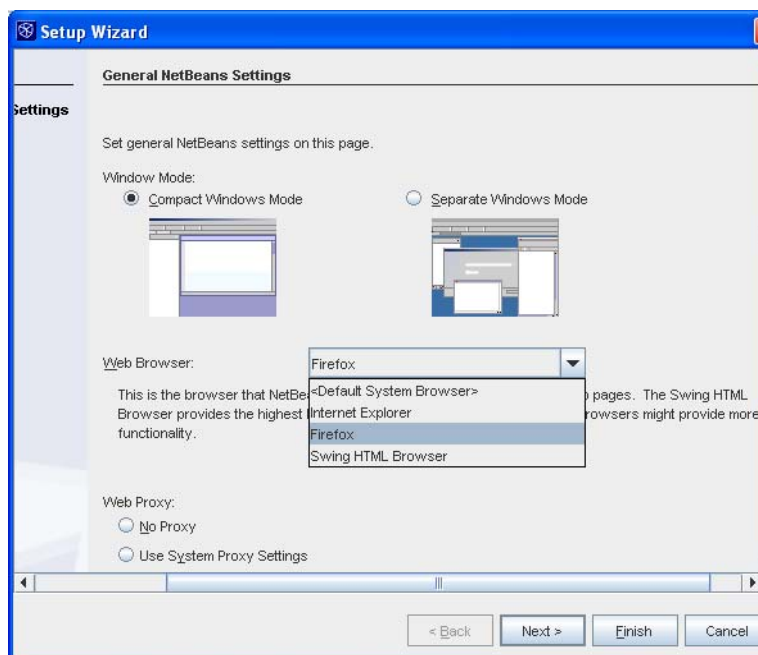 Setup Wizard
General NetBeans Settings
Settings
Set general NetBeans settings on this page.
Window Mode:
Compact Windows Mode
Separate Windows Mode
Web Browser:
Firefox
<Default System Browser>
Internet Explorer
Firefox
Swing HTML Browser
This is the browser that pages. The Swing HTML
Browser provides the highest might provide more
functionality.
Web Proxy:
No Proxy
Use System Proxy Settings
< Back
Next >
Finish
Cancel